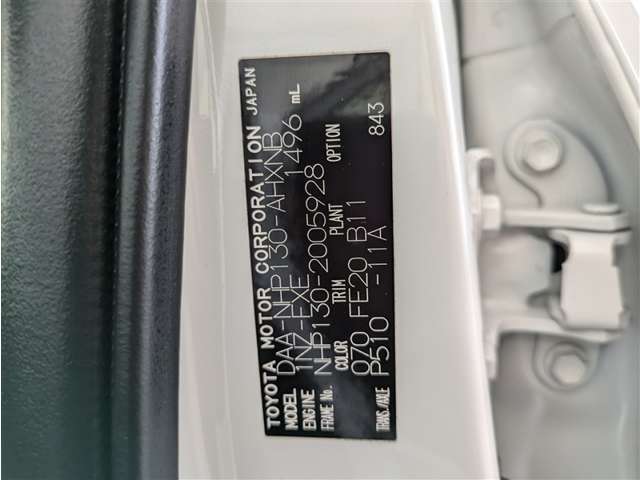 TOYOTA MOTOR CORPORATION JAPAN
MODEL DAA-NHP130-AHXNB
ENGINE 1NZ-FXE 1496 mL
FRAME No. NHP130-2005928
COLOR TRIM PLANT OPTION
070 FE20 B11 843
TRANS./AXLE P510 -11A